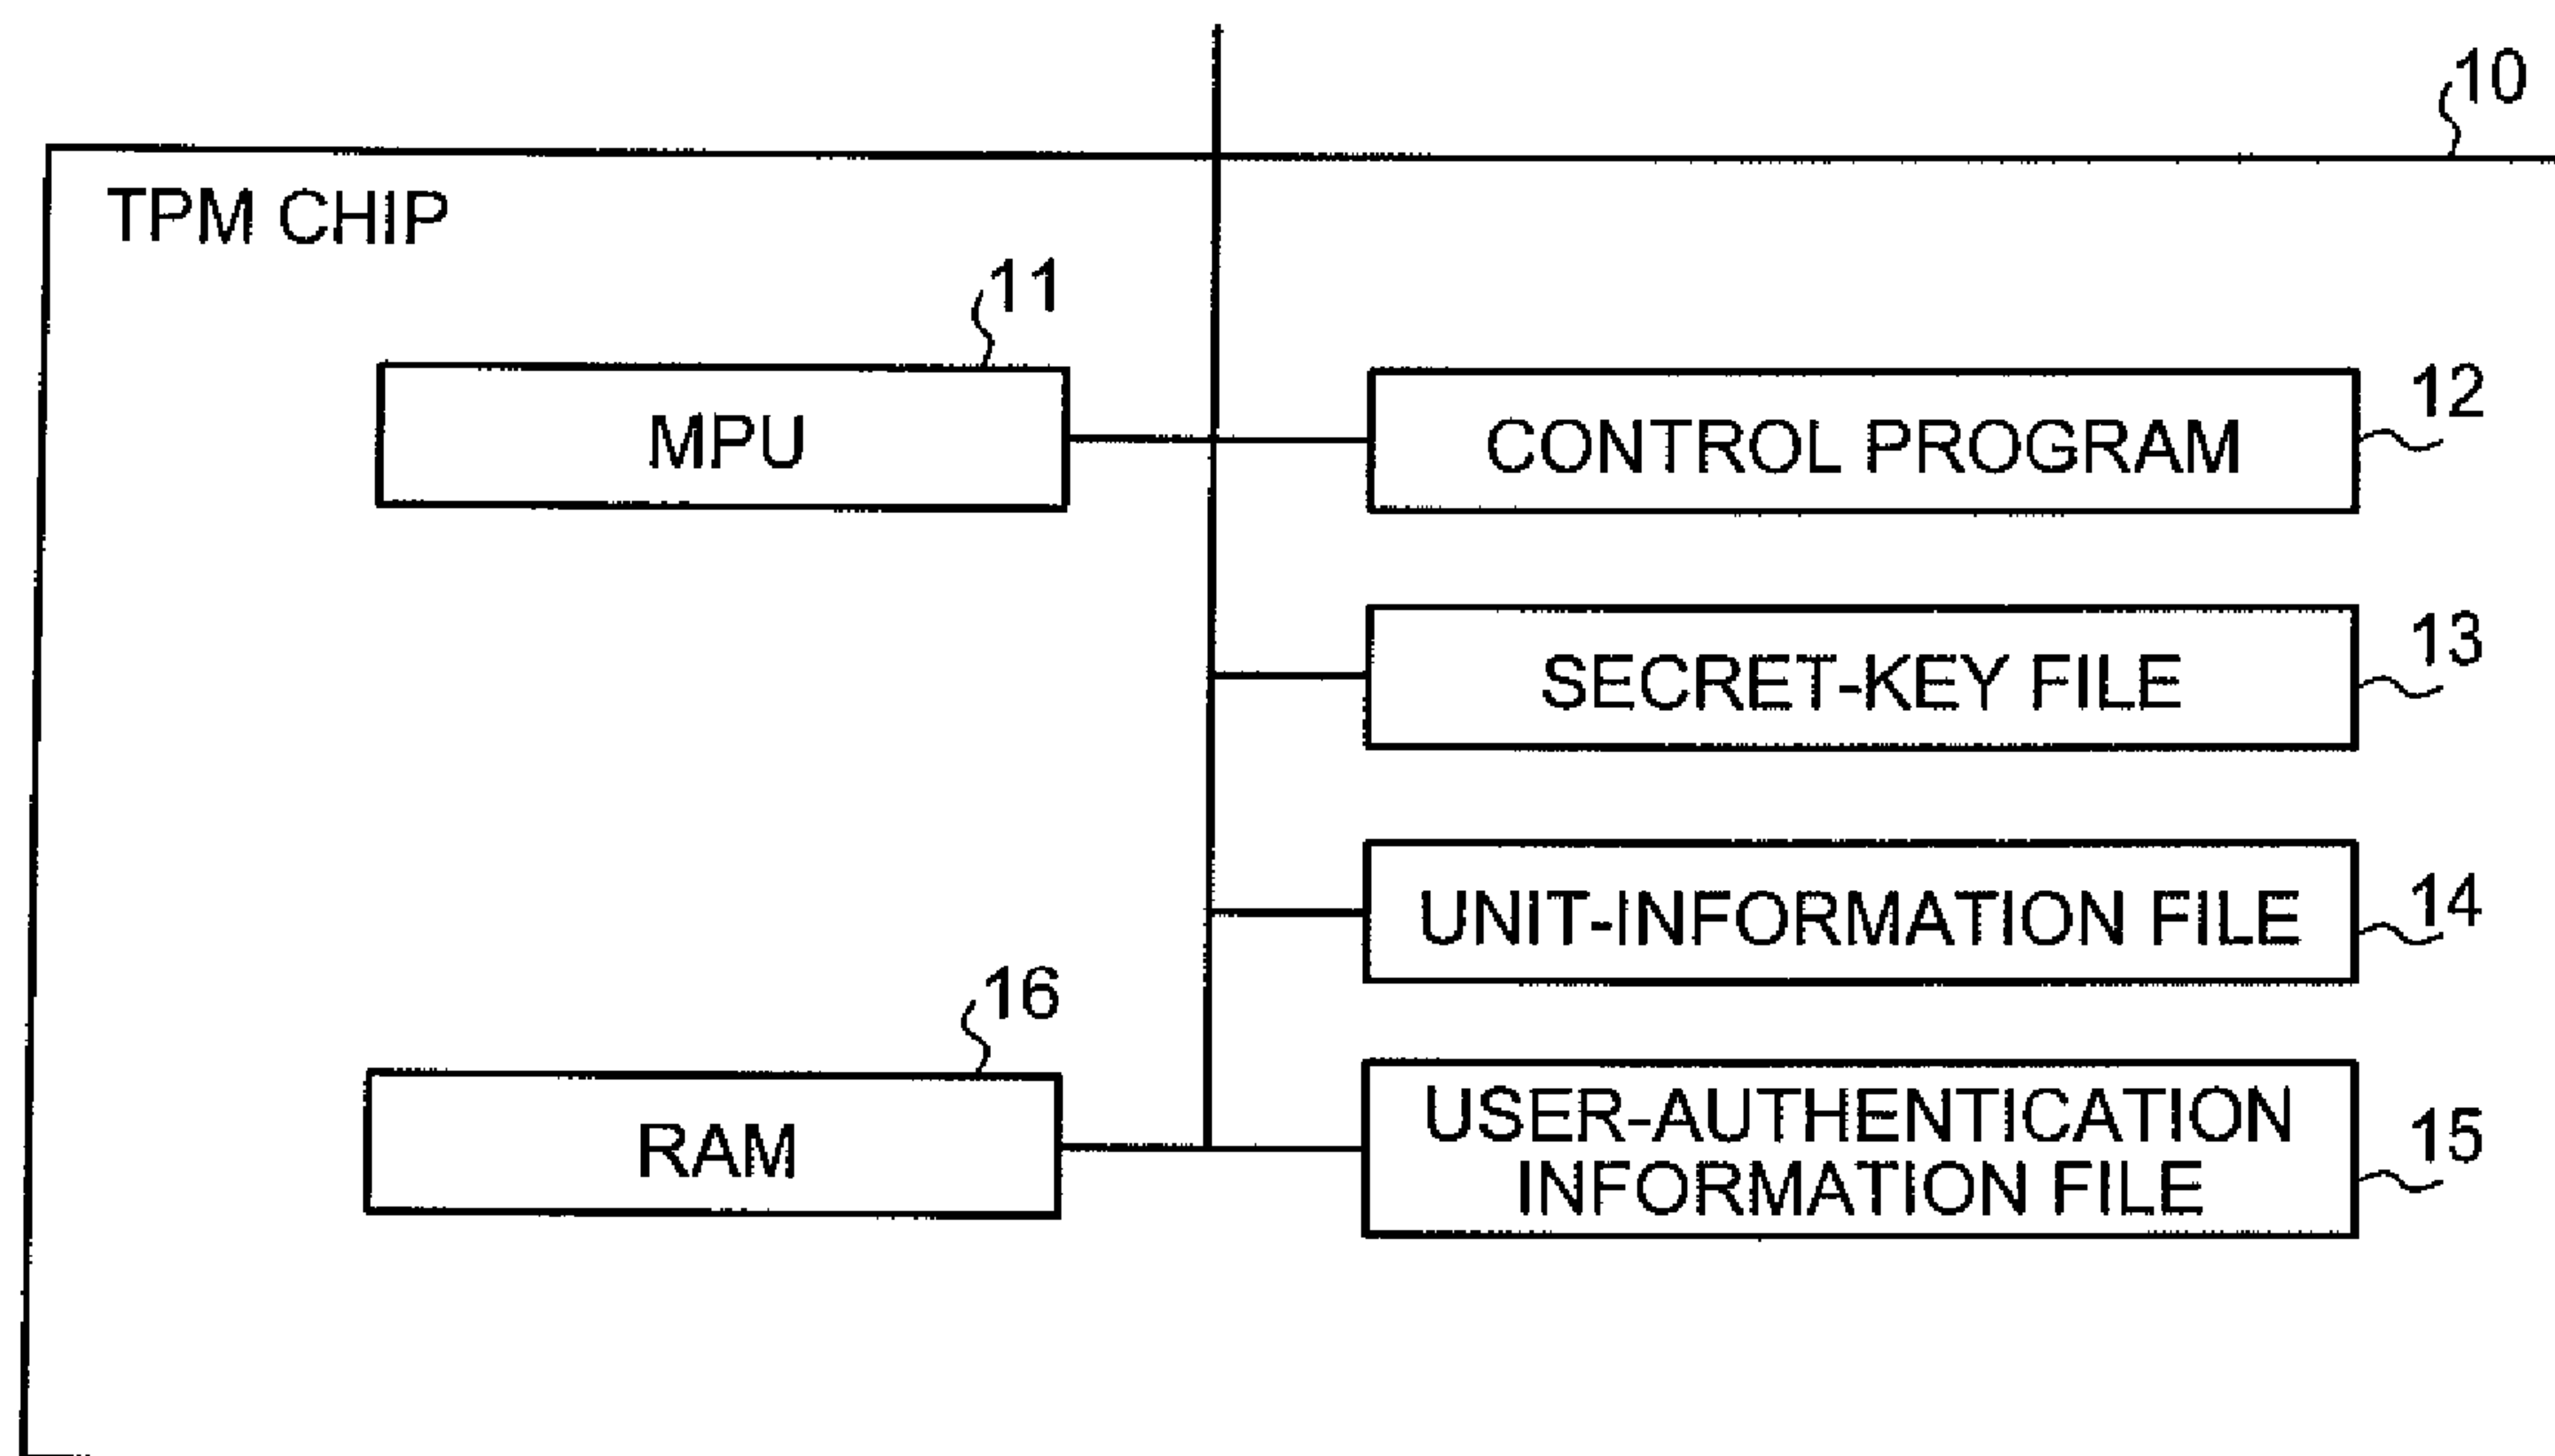 10
TPM CHIP
11
MPU
12
CONTROL PROGRAM
13
SECRET-KEY FILE
14
UNIT-INFORMATION FILE
16
RAM
15
USER-AUTHENTICATION
INFORMATION FILE